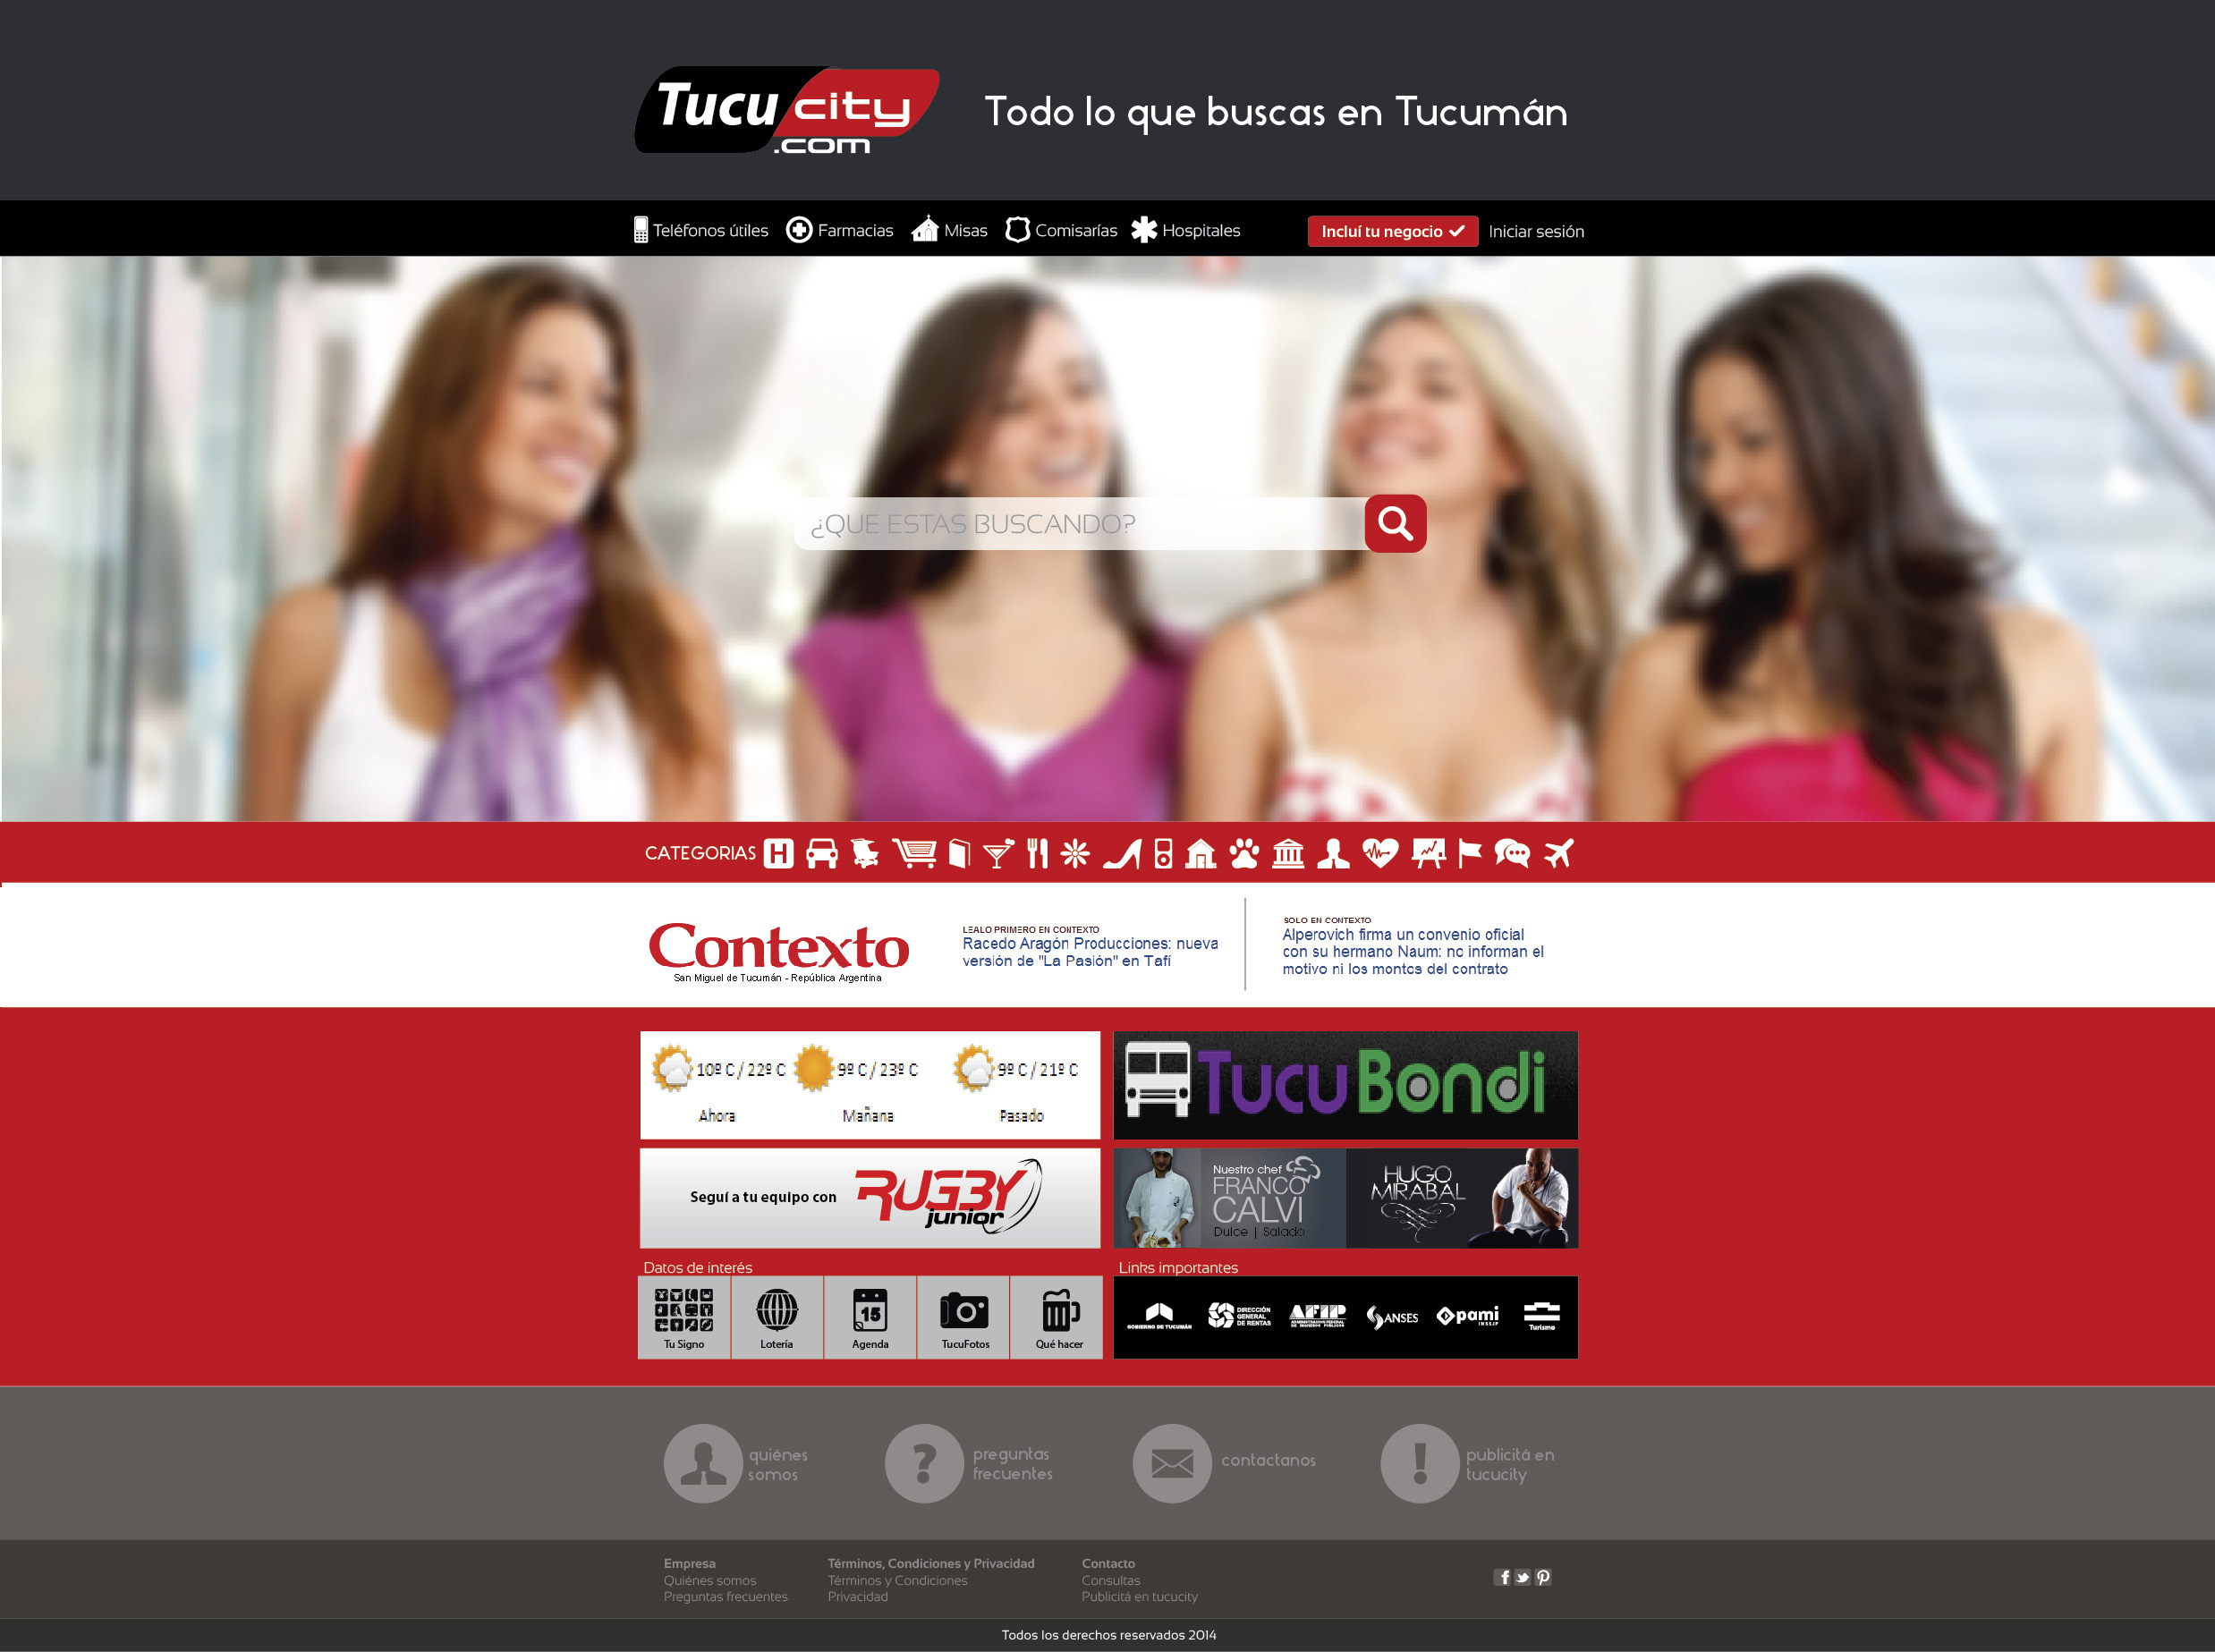 Tucu city
.com
Todo lo que buscas en Tucumán
Teléfonos útiles
Farmacias
Misas
Comisarías
Hospitales
Incluí tu negocio
Iniciar sesión
¿QUE ESTAS BUSCANDO?
CATEGORIAS
H
Contexto
San Miguel de Tucumán - República Argentina
LEALO PRIMERO EN CONTEXTO
Racedo Aragón Producciones: nueva
versión de "La Pasión" en Tafí
SOLO EN CONTEXTO
Alperovich firma un convenio oficial
con su hermano Naum: no informan el
motivo ni los montos del contrato
10º C / 22º C
9º C / 23º C
9º C / 21º C
Ahora
Mañana
Pasado
TucuBondi
Seguí a tu equipo con
RUGBY
junior
Nuestro chef
FRANCO
CALVI
Dulce | Salado
HUGO
MIRABAL
Datos de interés
Tu Signo
Lotería
15
Agenda
TucuFotos
Qué hacer
Links importantes
GOBIERNO DE TUCUMÁN
DIRECCIÓN
GENERAL
DE RENTAS
AFIP
ADMINISTRACION FEDERAL
DE INGRESOS PUBLICOS
ANSES
pami
INSSJP
Turismo
quiénes
somos
?
preguntas
frecuentes
contactanos
!
publicitá en
tucucity
Empresa
Quiénes somos
Preguntas frecuentes
Términos, Condiciones y Privacidad
Términos y Condiciones
Privacidad
Contacto
Consultas
Publicitá en tucucity
Todos los derechos reservados 2014